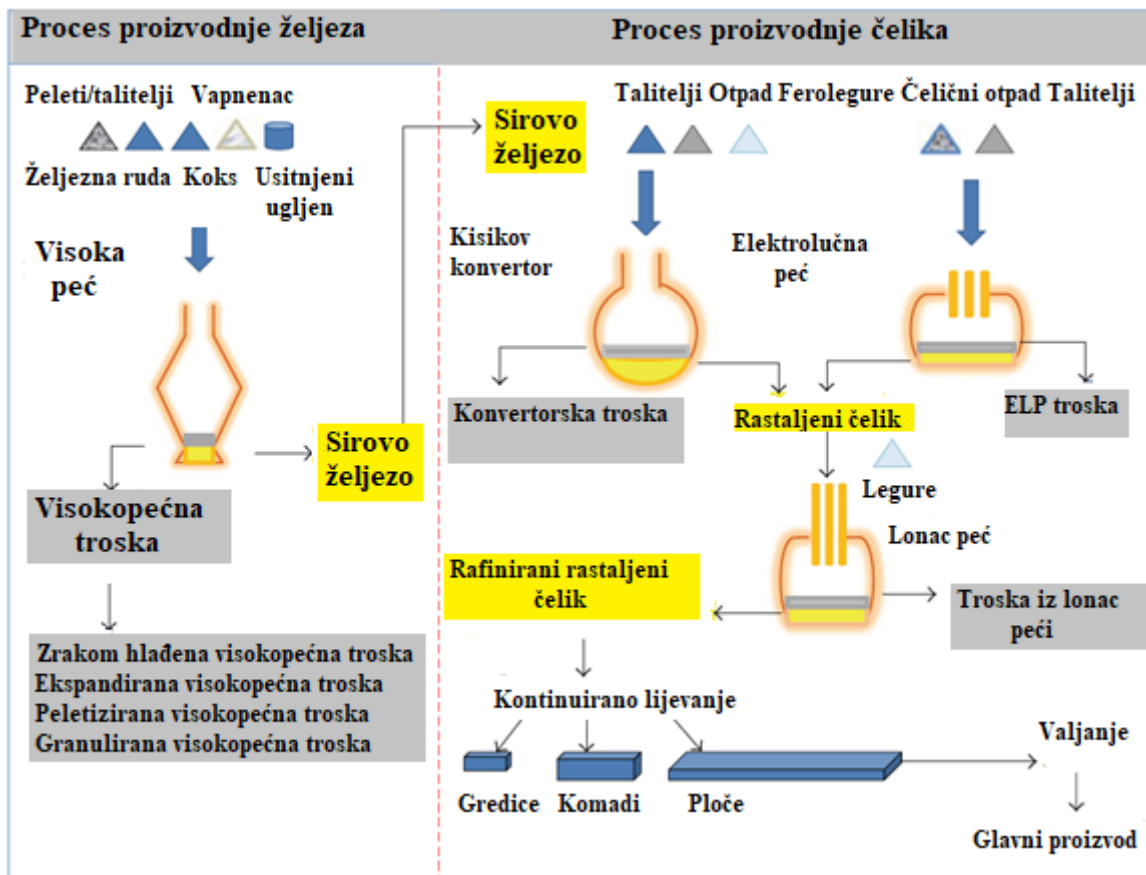 Proces proizvodnje željeza
Peleti/talitelji Vapnenac
Željezna ruda Koks Usitnjeni
ugljen
Visoka
peć
Sirovo
željezo
Visokopećna
troska
Zrakom hlađena visokopećna troska
Ekspandirana visokopećna troska
Peletizirana visokopećna troska
Granulirana visokopećna troska
Proces proizvodnje čelika
Sirovo
željezo
Talitelji Otpad Ferolegure Čelični otpad Talitelji
Kisikov
konvertor
Elektrolučna
peć
Konvertorska troska
Rastaljeni čelik
ELP troska
Legure
Lonac peć
Rafinirani rastaljeni
čelik
Troska iz lonac
peći
Kontinuirano lijevanje
Valjanje
Gredice Komadi Ploče
Glavni proizvod